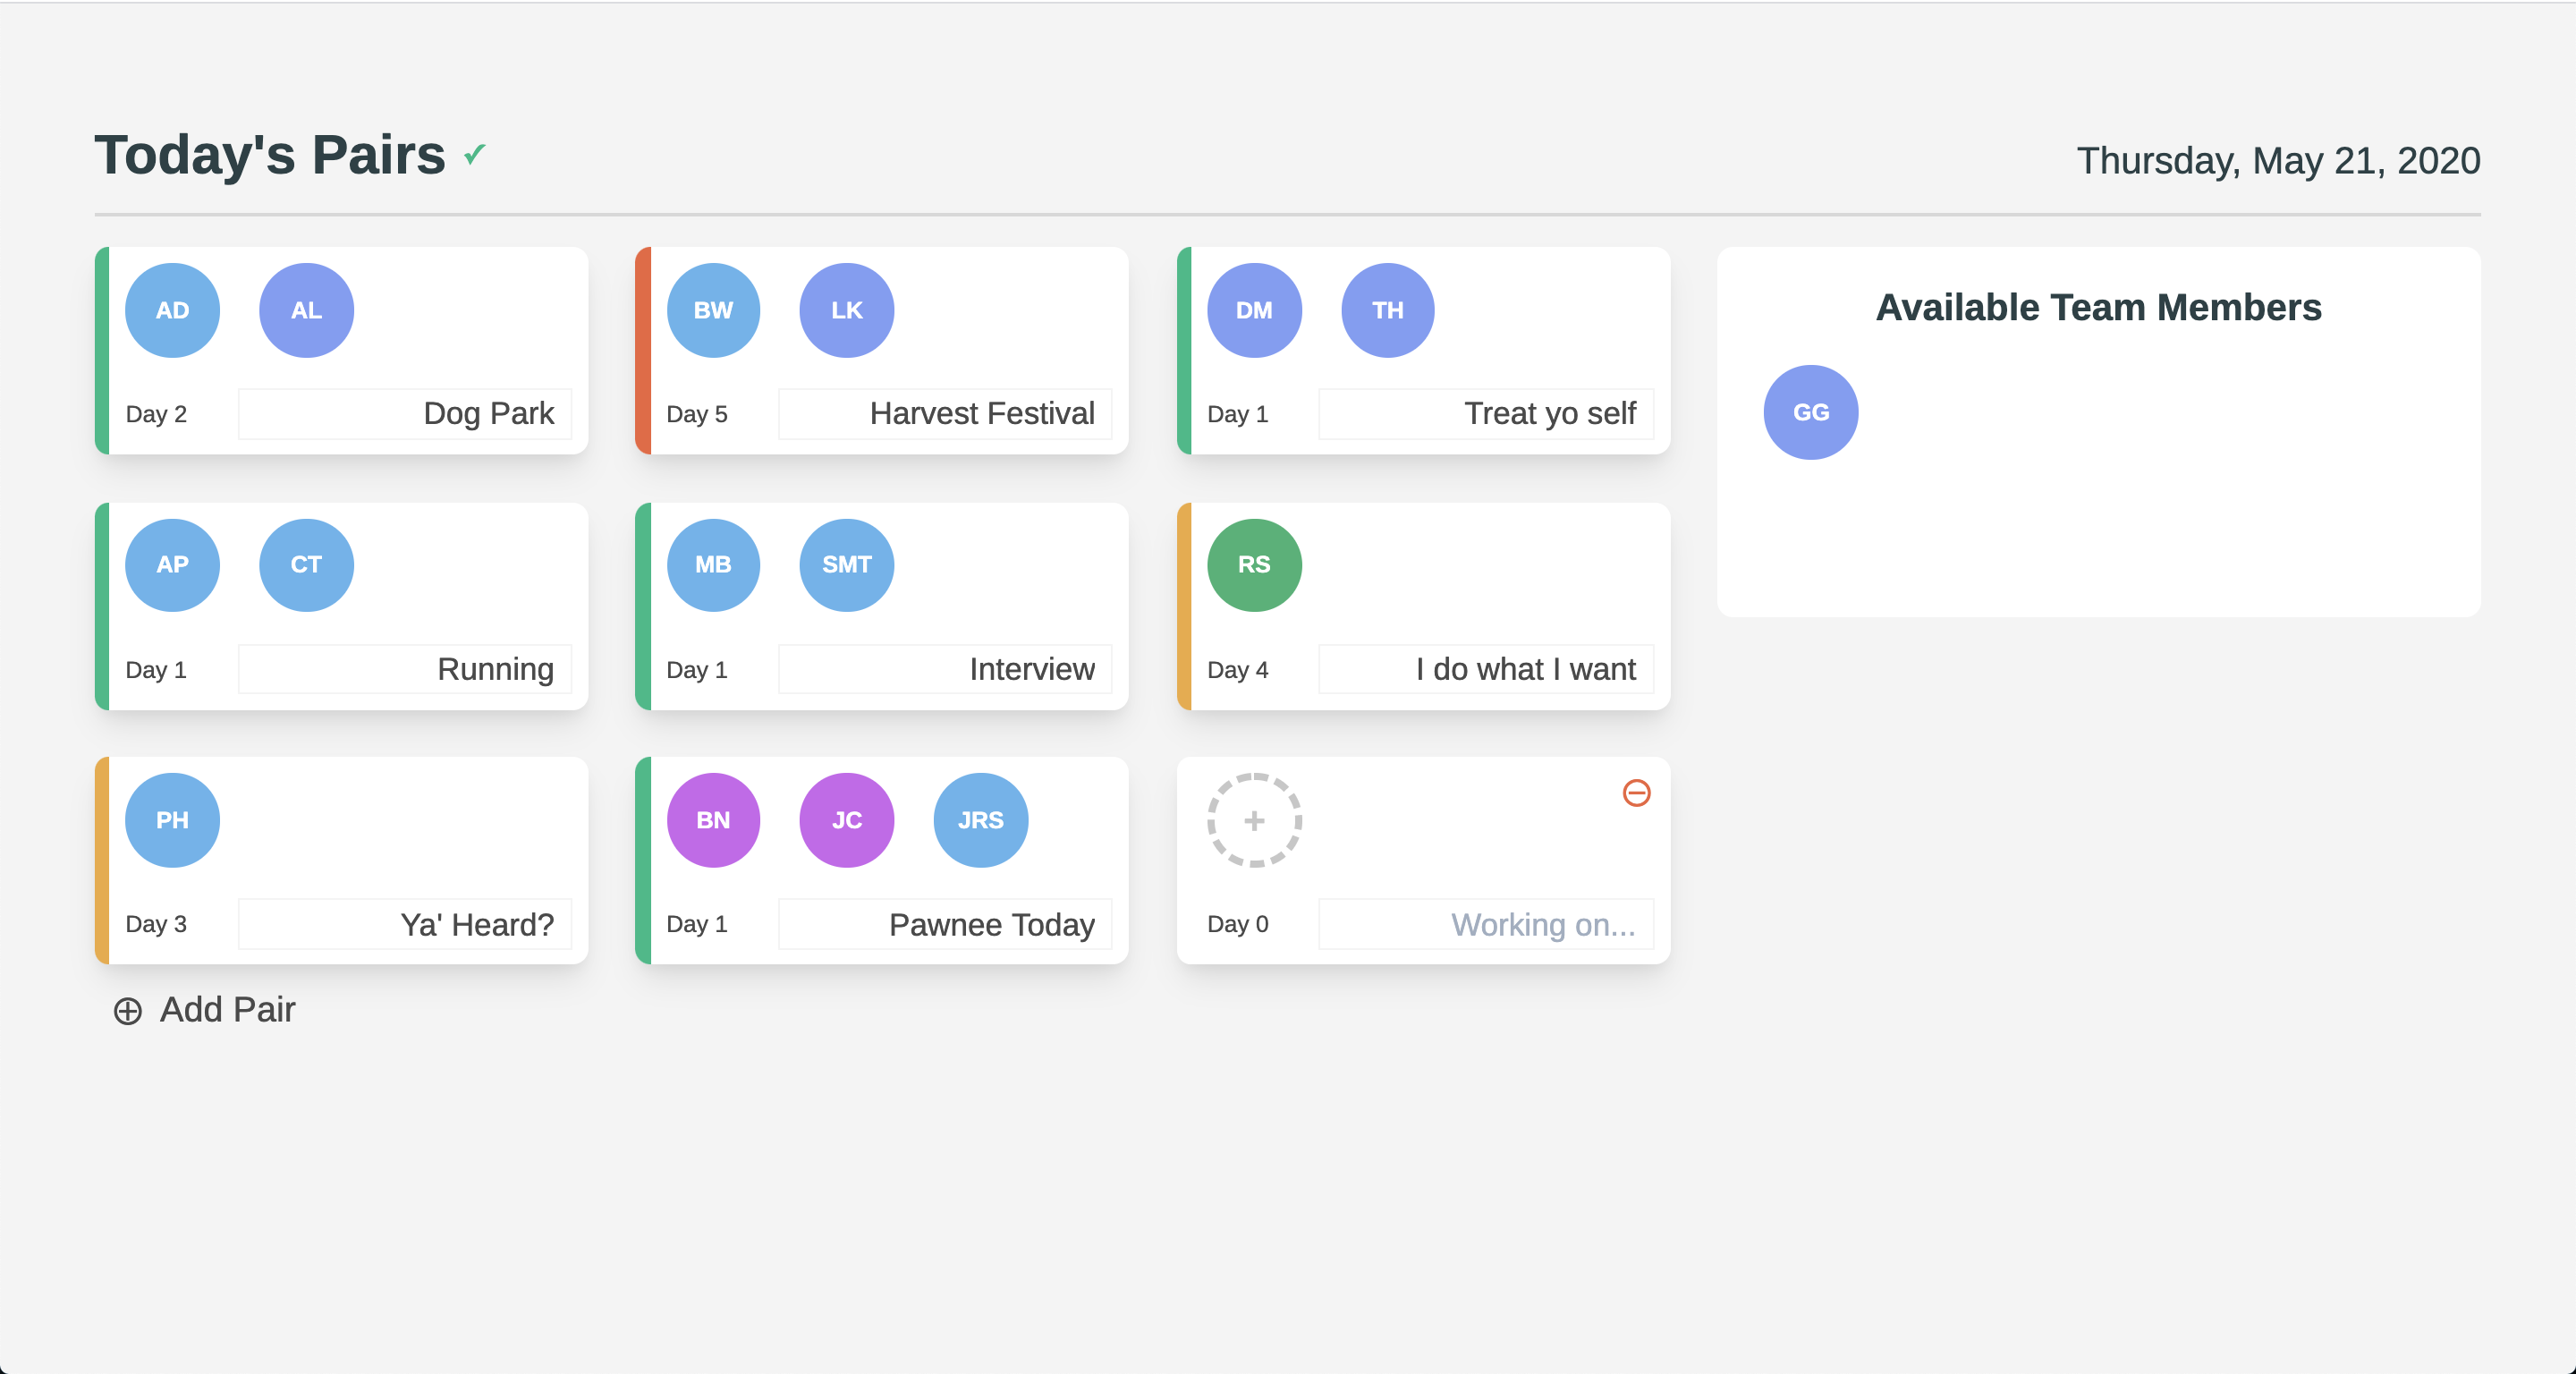 Today's Pairs ✓
Thursday, May 21, 2020
AD AL
Day 2 Dog Park
BW LK
Day 5 Harvest Festival
DM TH
Day 1 Treat yo self
Available Team Members
GG
AP CT
Day 1 Running
MB SMT
Day 1 Interview
RS
Day 4 I do what I want
PH
Day 3 Ya' Heard?
BN JC JRS
Day 1 Pawnee Today
+
Day 0 Working on...
Add Pair